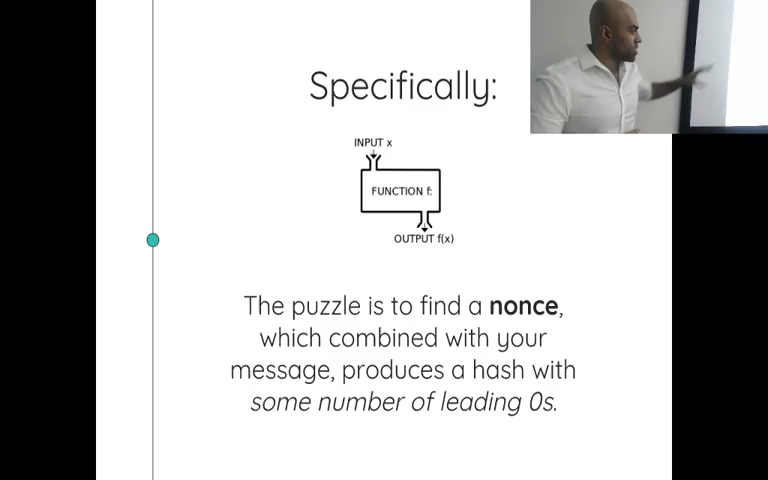 Specifically:
INPUT x
FUNCTION f:
OUTPUT f(x)
The puzzle is to find a nonce,
which combined with your
message, produces a hash with
some number of leading 0s.